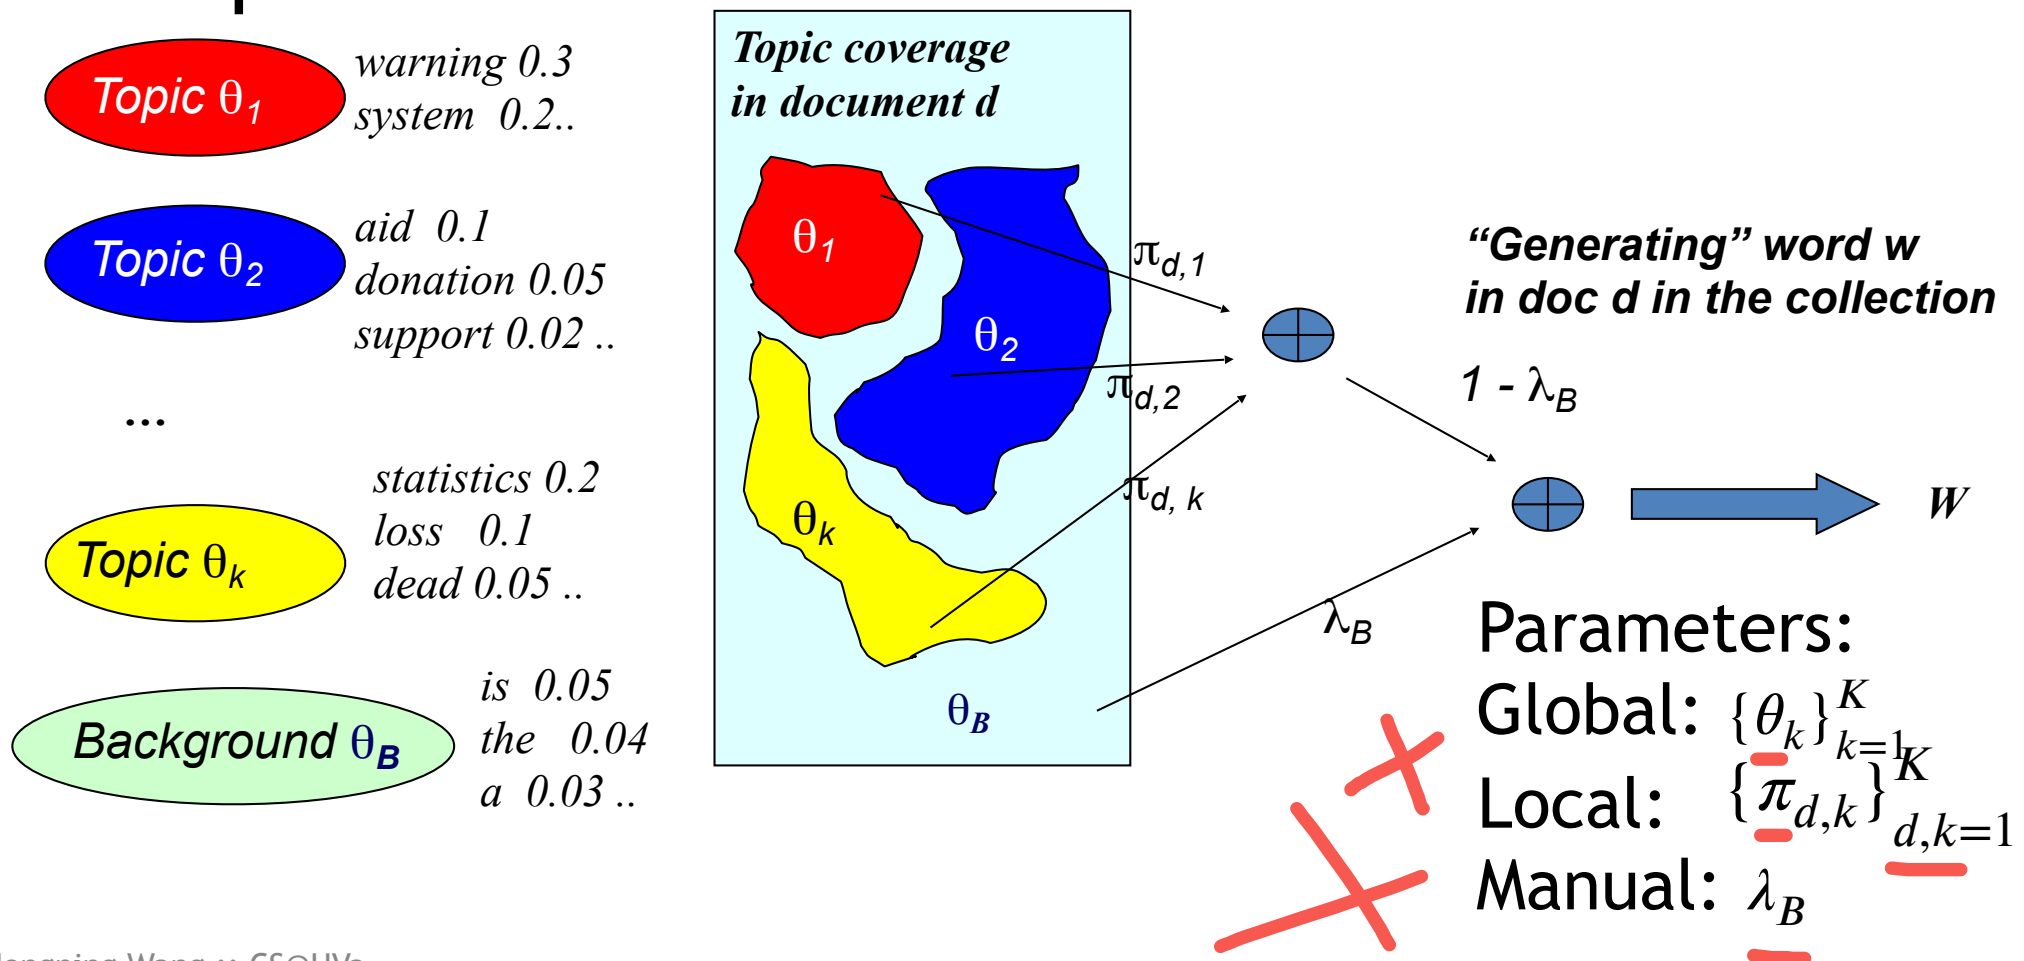 Topic θ1
warning 0.3
system 0.2..
Topic θ2
aid 0.1
donation 0.05
support 0.02 ..
...
Topic θk
statistics 0.2
loss 0.1
dead 0.05 ..
Background θB
is 0.05
the 0.04
a 0.03 ..
Topic coverage
in document d
θ1
θ2
θk
θB
πd,1
πd,2
πd, k
λB
“Generating” word w
in doc d in the collection
1 - λB
W
Parameters:
Global: {θk}K k=1
Local: {πd,k}K d,k=1
Manual: λB